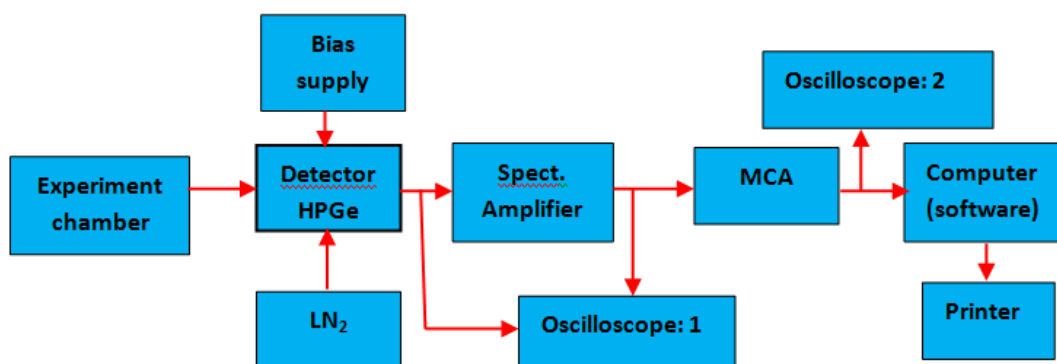 Bias
supply
Oscilloscope: 2
Experiment
chamber
Detector
HPGe
Spect.
Amplifier
MCA
Computer
(software)
LN₂
Oscilloscope: 1
Printer